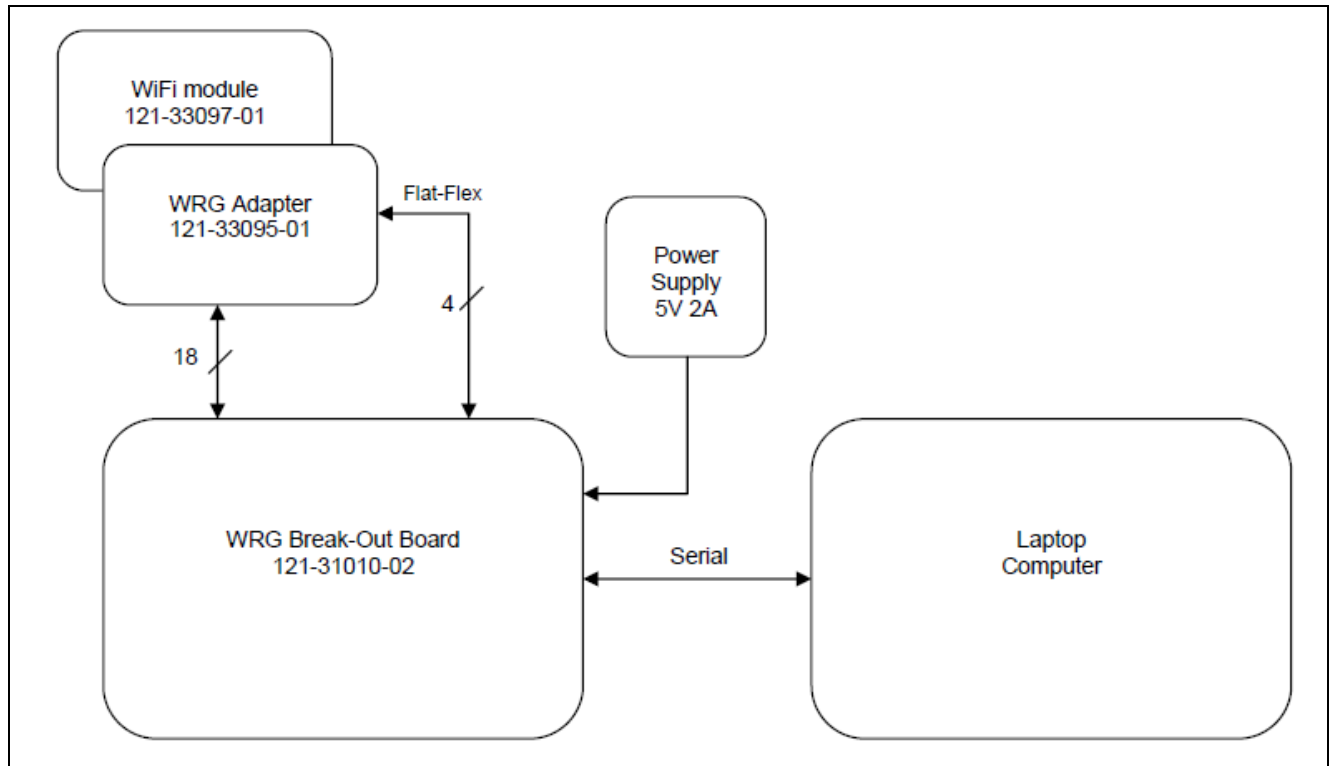 WiFi module
121-33097-01
WRG Adapter
121-33095-01
Flat-Flex
4
18
Power
Supply
5V 2A
WRG Break-Out Board
121-31010-02
Serial
Laptop
Computer